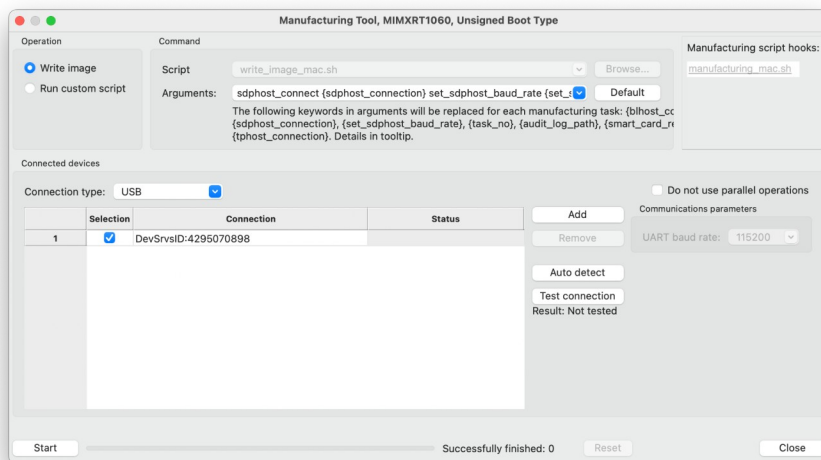 Manufacturing Tool, MIMXRT1060, Unsigned Boot Type
Operation
Write image
Run custom script
Command
Script
write_image_mac.sh
Browse...
Arguments:
sdphost_connect {sdphost_connection} set_sdphost_baud_rate {set_s
Default
The following keywords in arguments will be replaced for each manufacturing task: {blhost_co
{sdphost_connection}, {set_sdphost_baud_rate}, {task_no}, {audit_log_path}, {smart_card_re
{tphost_connection}. Details in tooltip.
Manufacturing script hooks:
manufacturing_mac.sh
Connected devices
Connection type:
USB
Do not use parallel operations
Selection
Connection
Status
1
DevSrvsID:4295070898
Add
Remove
Auto detect
Test connection
Result: Not tested
Communications parameters
UART baud rate:
115200
Start
Successfully finished: 0
Reset
Close